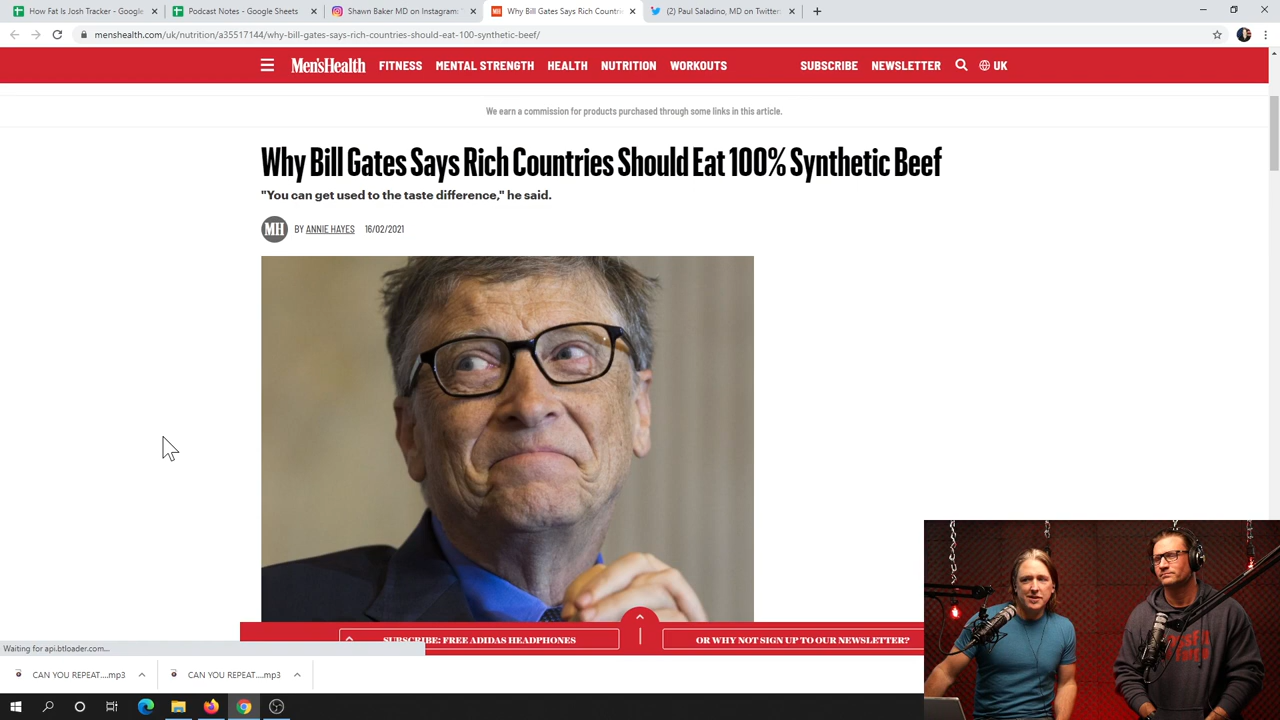 How Fat Is Josh Tracker - Google
Podcast Notes - Google Sheets
Shawn Baker MD on Instagram:
Why Bill Gates Says Rich Countri
(2) Paul Saladino, MD on Twitter:
menshealth.com/uk/nutrition/a35517144/why-bill-gates-says-rich-countries-should-eat-100-synthetic-beef/
Men'sHealth FITNESS MENTAL STRENGTH HEALTH NUTRITION WORKOUTS SUBSCRIBE NEWSLETTER UK
We earn a commission for products purchased through some links in this article.
Why Bill Gates Says Rich Countries Should Eat 100% Synthetic Beef
"You can get used to the taste difference," he said.
MH BY ANNIE HAYES 16/02/2021
SUBSCRIBE: FREE ADIDAS HEADPHONES
OR WHY NOT SIGN UP TO OUR NEWSLETTER?
Waiting for api.btloader.com...
CAN YOU REPEAT....mp3
CAN YOU REPEAT....mp3